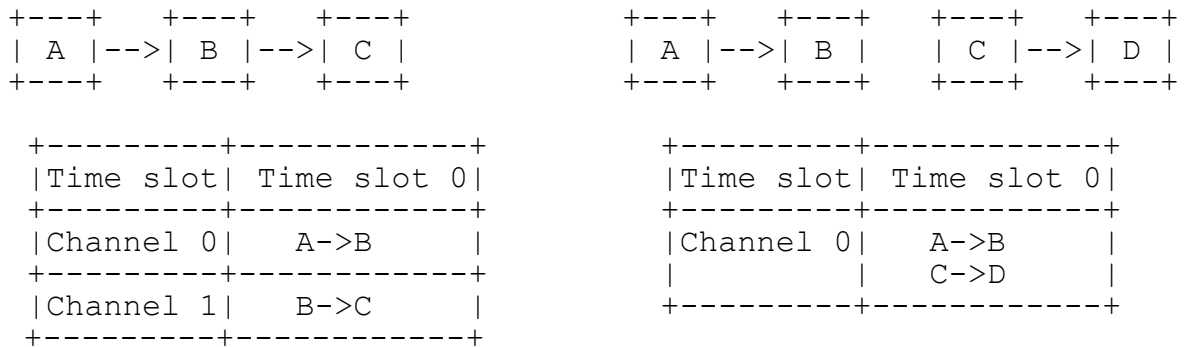 +---+   +---+   +---+
| A |-->| B |-->| C |
+---+   +---+   +---+
+---------+------------+
|Time slot| Time slot 0|
+---------+------------+
|Channel 0|   A->B     |
+---------+------------+
|Channel 1|   B->C     |
+---------+------------+
+---+   +---+   +---+   +---+
| A |-->| B |   | C |-->| D |
+---+   +---+   +---+   +---+
+---------+------------+
|Time slot| Time slot 0|
+---------+------------+
|Channel 0|   A->B     |
|         |   C->D     |
+---------+------------+